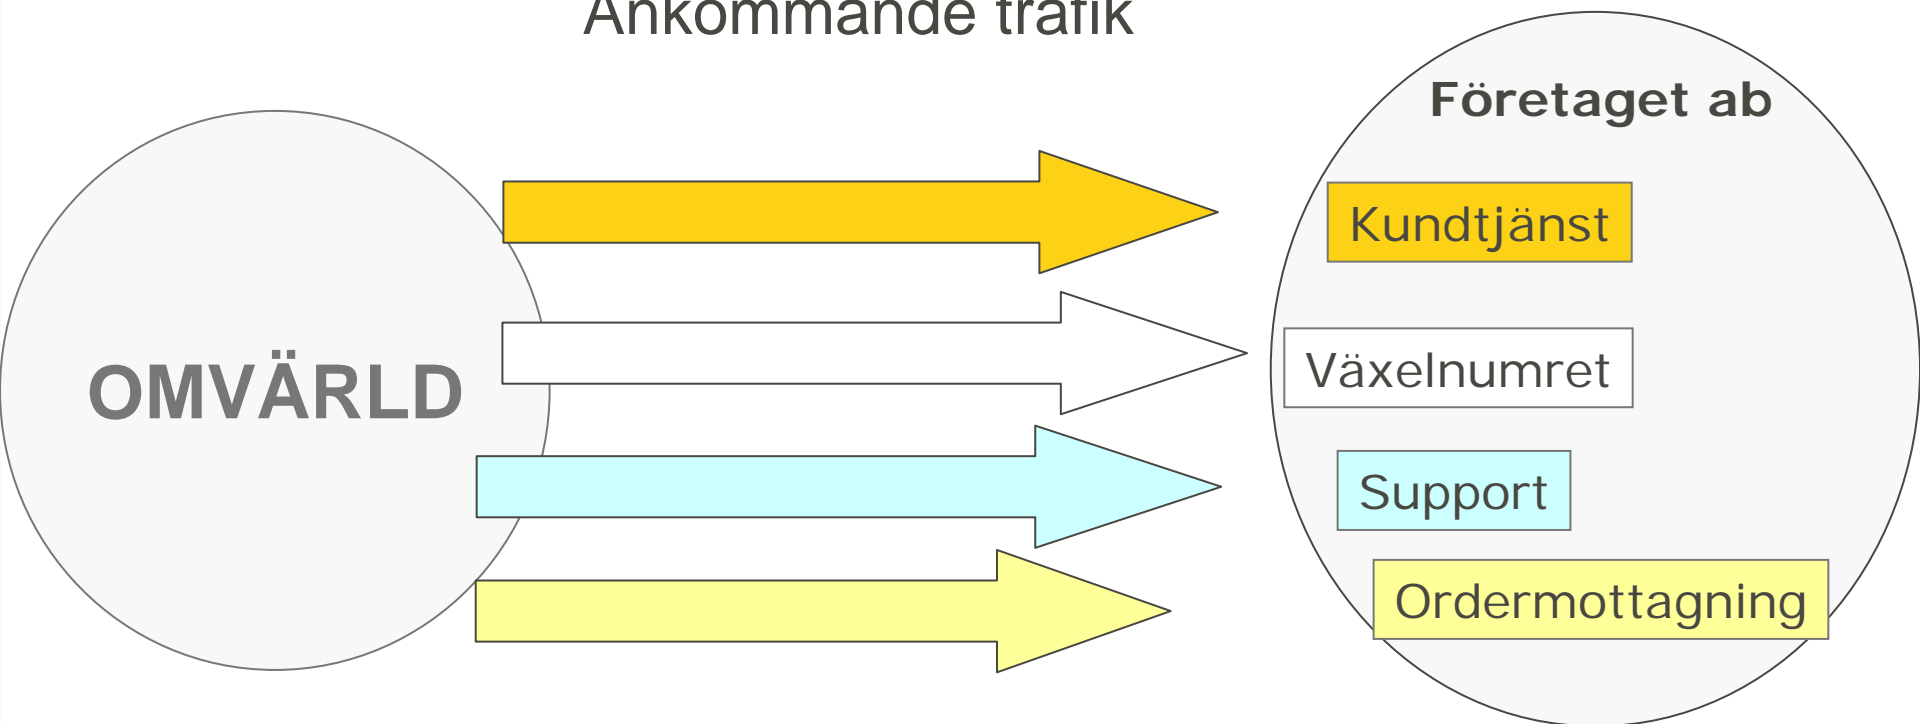 Ankommande trafik
Företaget ab
Kundtjänst
OMVÄRLD
Växelnumret
Support
Ordermottagning